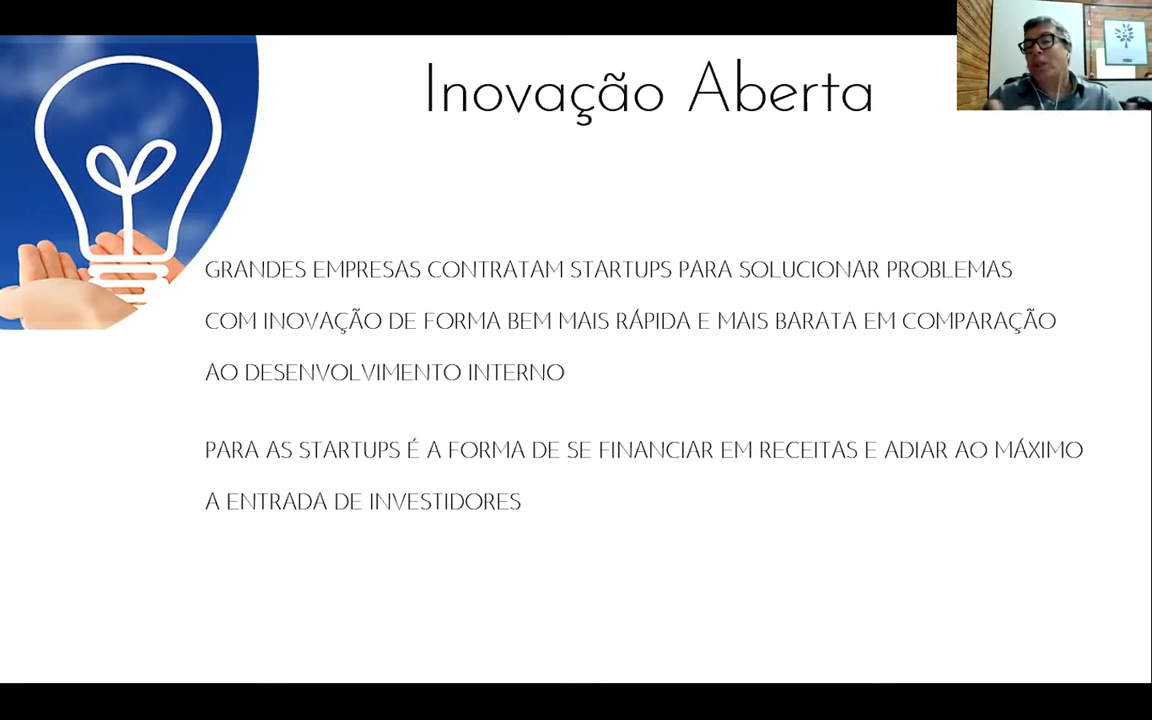 Inovação Aberta
GRANDES EMPRESAS CONTRATAM STARTUPS PARA SOLUCIONAR PROBLEMAS
COM INOVAÇÃO DE FORMA BEM MAIS RÁPIDA E MAIS BARATA EM COMPARAÇÃO
AO DESENVOLVIMENTO INTERNO
PARA AS STARTUPS É A FORMA DE SE FINANCIAR EM RECEITAS E ADIAR AO MÁXIMO
A ENTRADA DE INVESTIDORES